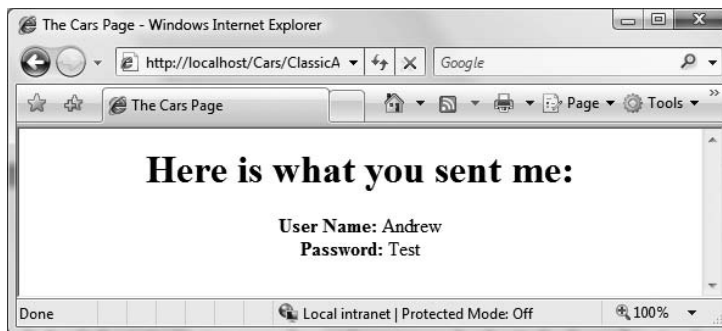 The Cars Page - Windows Internet Explorer
http://localhost/Cars/ClassicA
Google
The Cars Page
Page
Tools
Here is what you sent me:
User Name: Andrew
Password: Test
Done
Local intranet | Protected Mode: Off
100%